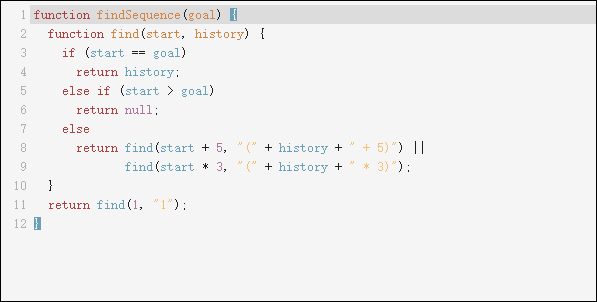 1 function findSequence(goal) {
2   function find(start, history) {
3     if (start == goal)
4       return history;
5     else if (start > goal)
6       return null;
7     else
8       return find(start + 5, "(" + history + " + 5)") ||
9              find(start * 3, "(" + history + " * 3)");
10   }
11   return find(1, "1");
12 }